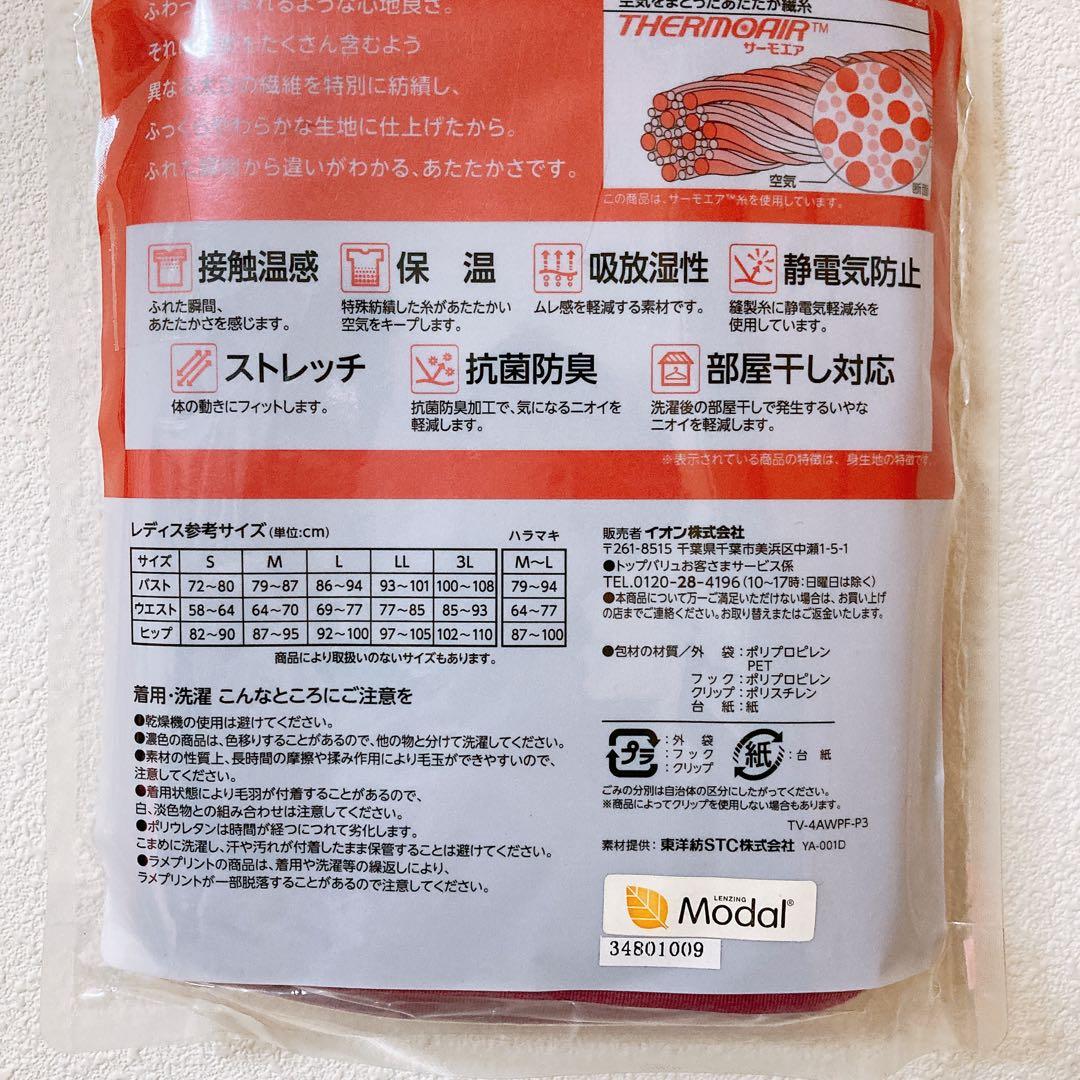 空気をまとったあたたか繊糸
THERMOAIR™
サーモエア
空気
断面
この商品は、サーモエア™糸を使用しています。
心地良さ。
たくさん含むよう
の繊維を特別に紡績し、
らかな生地に仕上げたから。
から違いがわかる、あたたかさです。
接触温感
ふれた瞬間、
あたたかさを感じます。
保 温
特殊紡績した糸があたたかい
空気をキープします。
吸放湿性
ムレ感を軽減する素材です。
静電気防止
縫製糸に静電気軽減糸を
使用しています。
ストレッチ
体の動きにフィットします。
抗菌防臭
抗菌防臭加工で、気になるニオイを
軽減します。
部屋干し対応
洗濯後の部屋干しで発生するいやな
ニオイを軽減します。
※表示されている商品の特徴は、身生地の特徴です
レディス参考サイズ(単位:cm)
ハラマキ
サイズ S M L LL 3L M〜L
バスト 72〜80 79〜87 86〜94 93〜101 100〜108 79〜94
ウエスト 58〜64 64〜70 69〜77 77〜85 85〜93 64〜77
ヒップ 82〜90 87〜95 92〜100 97〜105 102〜110 87〜100
商品により取扱いのないサイズもあります。
着用・洗濯 こんなところにご注意を
●乾燥機の使用は避けてください。
●濃色の商品は、色移りすることがあるので、他の物と分けて洗濯してください。
●素材の性質上、長時間の摩擦や揉み作用により毛玉ができやすいので、
注意してください。
●着用状態により毛羽が付着することがあるので、
白、淡色物との組み合わせは注意してください。
●ポリウレタンは時間が経つにつれて劣化します。
こまめに洗濯し、汗や汚れが付着したまま保管することは避けてください。
●ラメプリントの商品は、着用や洗濯等の繰返しにより、
ラメプリントが一部脱落することがあるので注意してください。
販売者 イオン株式会社
〒261-8515 千葉県千葉市美浜区中瀬1-5-1
●トップバリュお客さまサービス係
TEL.0120-28-4196(10〜17時:日曜日は除く)
●本商品について万一ご満足いただけない場合は、お買い上げ
の店までご連絡ください。お取り替えまたはご返金いたします。
●包材の材質/外 袋:ポリプロピレン
PET
フック:ポリプロピレン
クリップ:ポリスチレン
台 紙:紙
プラ
:外 袋
:フック
:クリップ
紙
:台 紙
ごみの分別は自治体の区分にしたがってください。
※商品によってクリップを使用しない場合もあります。
TV-4AWPF-P3
素材提供:東洋紡STC株式会社 YA-001D
LENZING
Modal®
34801009